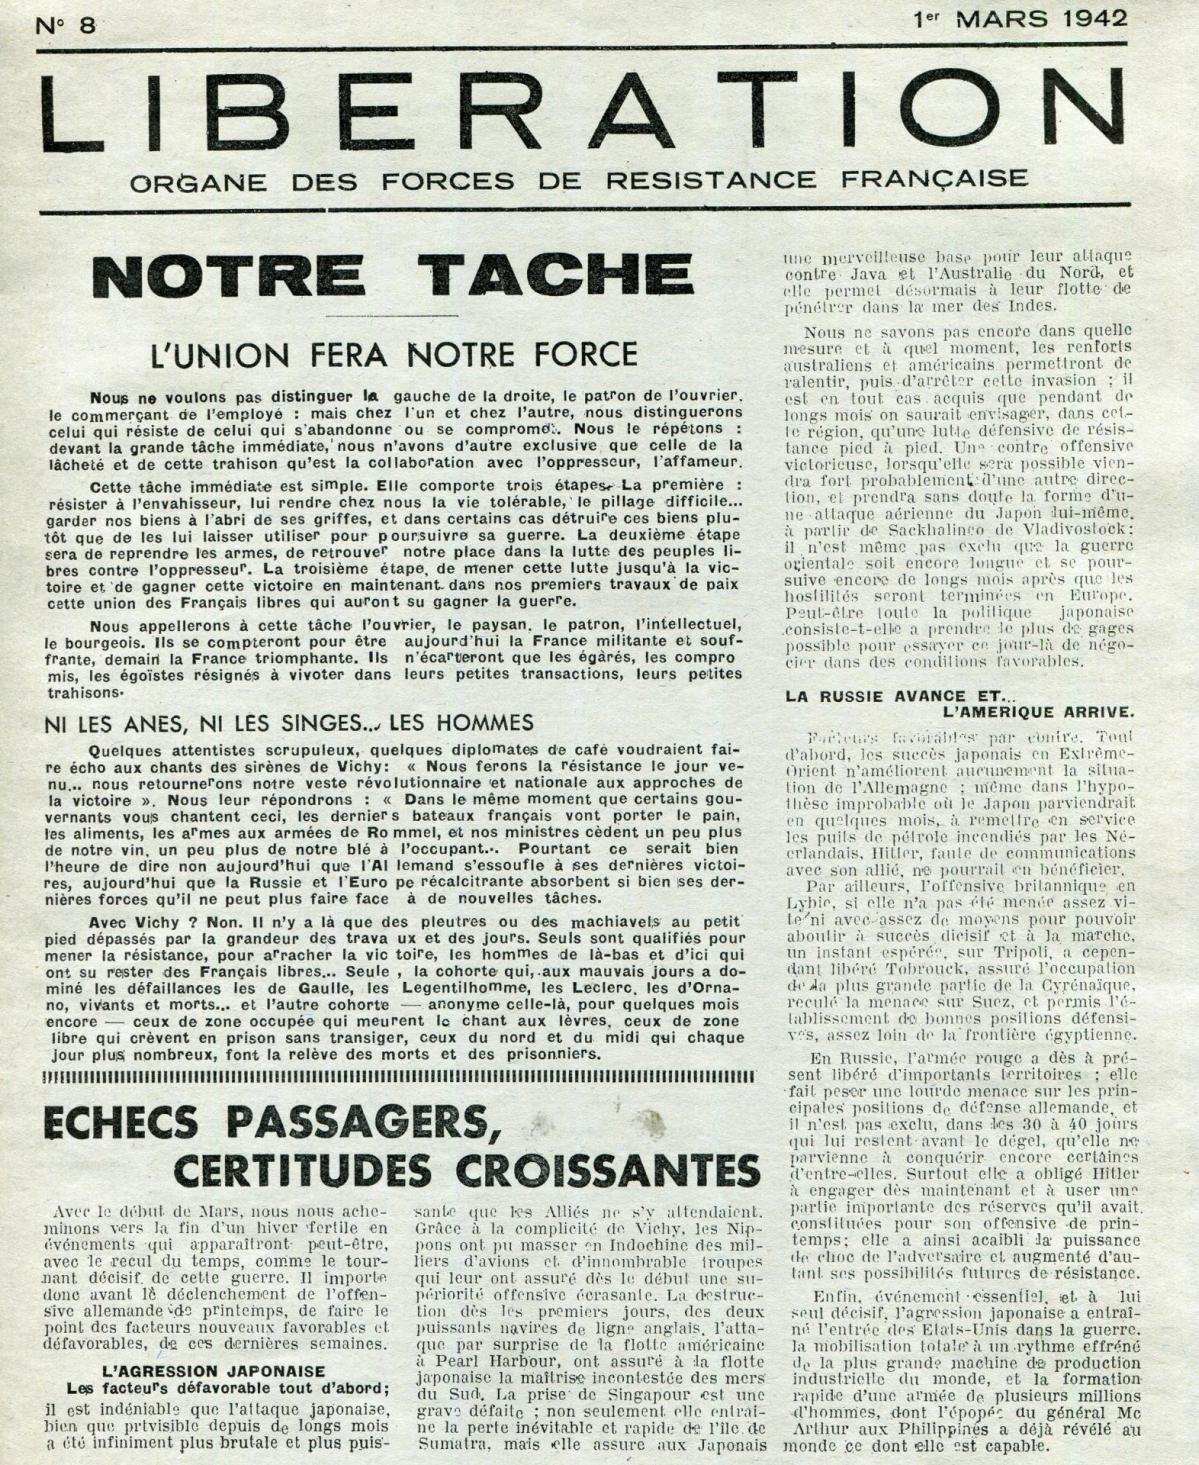 N° 8
1er MARS 1942
LIBERATION
ORGANE DES FORCES DE RESISTANCE FRANÇAISE
NOTRE TACHE
L'UNION FERA NOTRE FORCE
Nous ne voulons pas distinguer la gauche de la droite, le patron de l'ouvrier,
le commerçant de l'employé : mais chez l'un et chez l'autre, nous distinguerons
celui qui résiste de celui qui s'abandonne ou se compromet. Nous le répétons :
devant la grande tâche immédiate, nous n'avons d'autre exclusive que celle de la
lâcheté et de cette trahison qu'est la collaboration avec l'oppresseur, l'affameur.
Cette tâche immédiate est simple. Elle comporte trois étapes. La première :
résister à l'envahisseur, lui rendre chez nous la vie tolérable, le pillage difficile...
garder nos biens à l'abri de ses griffes, et dans certains cas détruire ces biens plu-
tôt que de les lui laisser utiliser pour poursuivre sa guerre. La deuxième étape
sera de reprendre les armes, de retrouver notre place dans la lutte des peuples li-
bres contre l'oppresseur. La troisième étape, de mener cette lutte jusqu'à la vic-
toire et de gagner cette victoire en maintenant dans nos premiers travaux de paix
cette union des Français libres qui auront su gagner la guerre.
Nous appellerons à cette tâche l'ouvrier, le paysan, le patron, l'intellectuel,
le bourgeois. Ils se compteront pour être aujourd'hui la France militante et souf-
frante, demain la France triomphante. Ils n'écarteront que les égârés, les compro
mis, les égoïstes résignés à vivoter dans leurs petites transactions, leurs petites
trahisons.
NI LES ANES, NI LES SINGES... LES HOMMES
Quelques attentistes scrupuleux, quelques diplomates de café voudraient fai-
re écho aux chants des sirènes de Vichy: « Nous ferons la résistance le jour ve-
nu... nous retournerons notre veste révolutionnaire et nationale aux approches de
la victoire ». Nous leur répondrons : « Dans le même moment que certains gou-
vernants vous chantent ceci, les derniers bateaux français vont porter le pain,
les aliments, les armes aux armées de Rommel, et nos ministres cèdent un peu plus
de notre vin, un peu plus de notre blé à l'occupant... Pourtant ce serait bien
l'heure de dire non aujourd'hui que l'Al lemand s'essoufle à ses dernières victoi-
res, aujourd'hui que la Russie et l'Euro pe récalcitrante absorbent si bien ses der-
nières forces qu'il ne peut plus faire face à de nouvelles tâches.
Avec Vichy ? Non. Il n'y a là que des pleutres ou des machiavels au petit
pied dépassés par la grandeur des trava ux et des jours. Seuls sont qualifiés pour
mener la résistance, pour arracher la vic toire, les hommes de là-bas et d'ici qui
ont su rester des Français libres... Seule , la cohorte qui, aux mauvais jours a do-
miné les défaillances les de Gaulle, les Legentilhomme, les Leclerc, les d'Orna-
no, vivants et morts... et l'autre cohorte — anonyme celle-là, pour quelques mois
encore — ceux de zone occupée qui meurent le chant aux lèvres, ceux de zone
libre qui crèvent en prison sans transiger, ceux du nord et du midi qui chaque
jour plus nombreux, font la relève des morts et des prisonniers.
ECHECS PASSAGERS,
CERTITUDES CROISSANTES
Avec le début de Mars, nous nous ache-
minons vers la fin d'un hiver fertile en
événements qui apparaîtront peut-être,
avec le recul du temps, comme le tour-
nant décisif de cette guerre. Il importe
donc avant le déclenchement de l'offen-
sive allemande de printemps, de faire le
point des facteurs nouveaux favorables et
défavorables, de ces dernières semaines.
L'AGRESSION JAPONAISE
Les facteurs défavorable tout d'abord;
il est indéniable que l'attaque japonaise,
bien que prtvisible depuis de longs mois
a été infiniment plus brutale et plus puis-
sante que les Alliés ne s'y attendaient.
Grâce à la complicité de Vichy, les Nip-
pons ont pu masser en Indochine des mil-
liers d'avions et d'innombrable troupes
qui leur ont assuré dès le début une su-
périorité offensive écrasante. La destruc-
tion dès les premiers jours, des deux
puissants navires de ligne anglais, l'atta-
que par surprise de la flotte américaine
à Pearl Harbour, ont assuré à la flotte
japonaise la maîtrise incontestée des mers
du Sud. La prise de Singapour est une
grave défaite ; non seulement elle entraî-
ne la perte inévitable et rapide de l'île de
Sumatra, mais elle assure aux Japonais
une merveilleuse base pour leur attaque
contre Java et l'Australie du Nord, et
elle permet désormais à leur flotte de
pénétrer dans la mer des Indes.
Nous ne savons pas encore dans quelle
mesure et à quel moment, les renforts
australiens et américains permettront de
ralentir, puis d'arrêter cette invasion ; il
est en tout cas acquis que pendant de
longs mois on saurait envisager, dans cet-
te région, qu'une lutte défensive de résis-
tance pied à pied. Une contre offensive
victorieuse, lorsqu'elle sera possible vien-
dra fort probablement d'une autre direc-
tion, et prendra sans doute la forme d'u-
ne attaque aérienne du Japon lui-même,
à partir de Sackhaline de Vladivostock;
il n'est même pas exclu que la guerre
orientale soit encore longue et se pour-
suive encore de longs mois après que les
hostilités seront terminées en Europe.
Peut-être toute la politique japonaise
consiste-t-elle a prendre le plus de gages
possible pour essayer ce jour-là de négo-
cier dans des conditions favorables.
LA RUSSIE AVANCE ET...
L'AMERIQUE ARRIVE.
Facteurs favorables par contre. Tout
d'abord, les succès japonais en Extrême-
Orient n'améliorent aucunement la situa-
tion de l'Allemagne ; même dans l'hypo-
thèse improbable où le Japon parviendrait
en quelques mois, à remettre en service
les puits de pétrole incendiés par les Né-
erlandais, Hitler, faute de communications
avec son allié, ne pourrait en bénéficier.
Par ailleurs, l'offensive britannique en
Lybie, si elle n'a pas été menée assez vi-
te ni avec assez de moyens pour pouvoir
aboutir à succès dicisif et à la marche,
un instant espérée, sur Tripoli, a cepen-
dant libéré Tobrouck, assuré l'occupation
de la plus grande partie de la Cyrénaïque,
reculé la menace sur Suez, et permis l'é-
tablissement de bonnes positions défensi-
ves, assez loin de la frontière égyptienne.
En Russie, l'armée rouge a dès à pré-
sent libéré d'importants territoires ; elle
fait peser une lourde menace sur les prin-
cipales positions de défense allemande, et
il n'est pas exclu, dans les 30 à 40 jours
qui lui restent avant le dégel, qu'elle ne
parvienne à conquérir encore certaines
d'entre-elles. Surtout elle a obligé Hitler
à engager dès maintenant et à user une
partie importante des réserves qu'il avait
constituées pour son offensive de prin-
temps; elle a ainsi acaibli la puissance
de choc de l'adversaire et augmenté d'au-
tant ses possibilités futures de résistance.
Enfin, événement essentiel, et à lui
seul décisif, l'agression japonaise a entraî-
né l'entrée des Etats-Unis dans la guerre,
la mobilisation totale à un rythme effréné
de la plus grande machine de production
industrielle du monde, et la formation
rapide d'une armée de plusieurs millions
d'hommes, dont l'épopée du général Mc
Arthur aux Philippines a déjà révélé au
monde ce dont elle est capable.